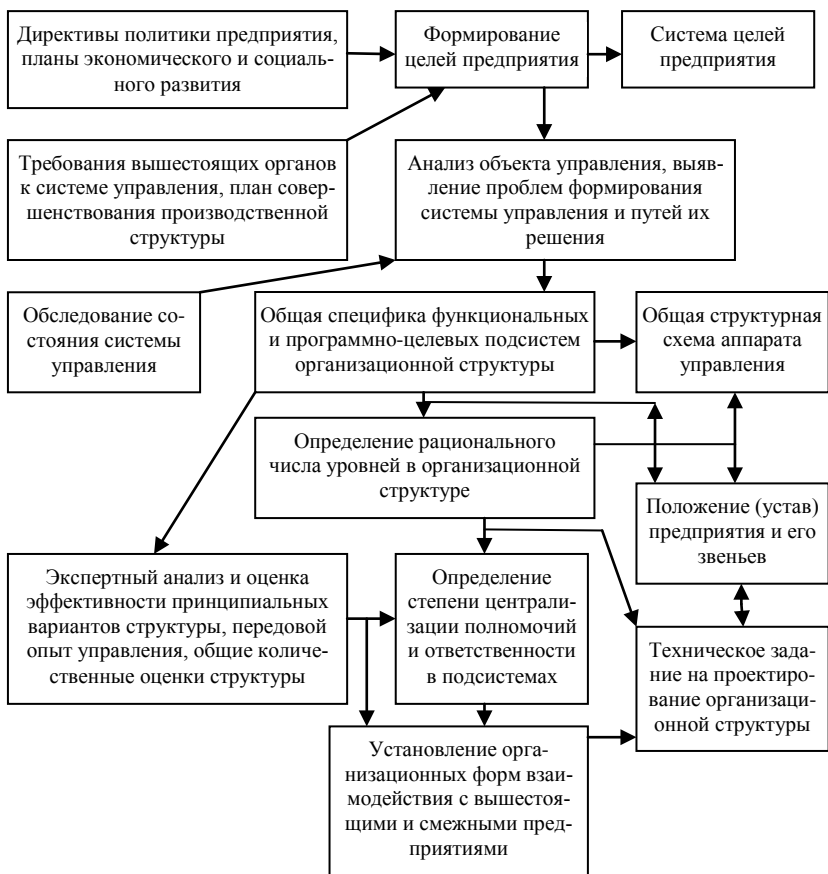 Директивы политики предприятия,
планы экономического и социаль-
ного развития
Формирование
целей предприятия
Система целей
предприятия
Требования вышестоящих органов
к системе управления, план совер-
шенствования производственной
структуры
Анализ объекта управления, выяв-
ление проблем формирования
системы управления и путей их
решения
Обследование со-
стояния системы
управления
Общая специфика функциональных
и программно-целевых подсистем
организационной структуры
Общая структурная
схема аппарата
управления
Определение рационального
числа уровней в организационной
структуре
Положение (устав)
предприятия и его
звеньев
Экспертный анализ и оценка
эффективности принципиальных
вариантов структуры, передовой
опыт управления, общие количе-
ственные оценки структуры
Определение
степени централи-
зации полномочий
и ответственности
в подсистемах
Техническое зада-
ние на проектиро-
вание организаци-
онной структуры
Установление орга-
низационных форм взаи-
модействия с вышестоя-
щими и смежными пред-
приятиями